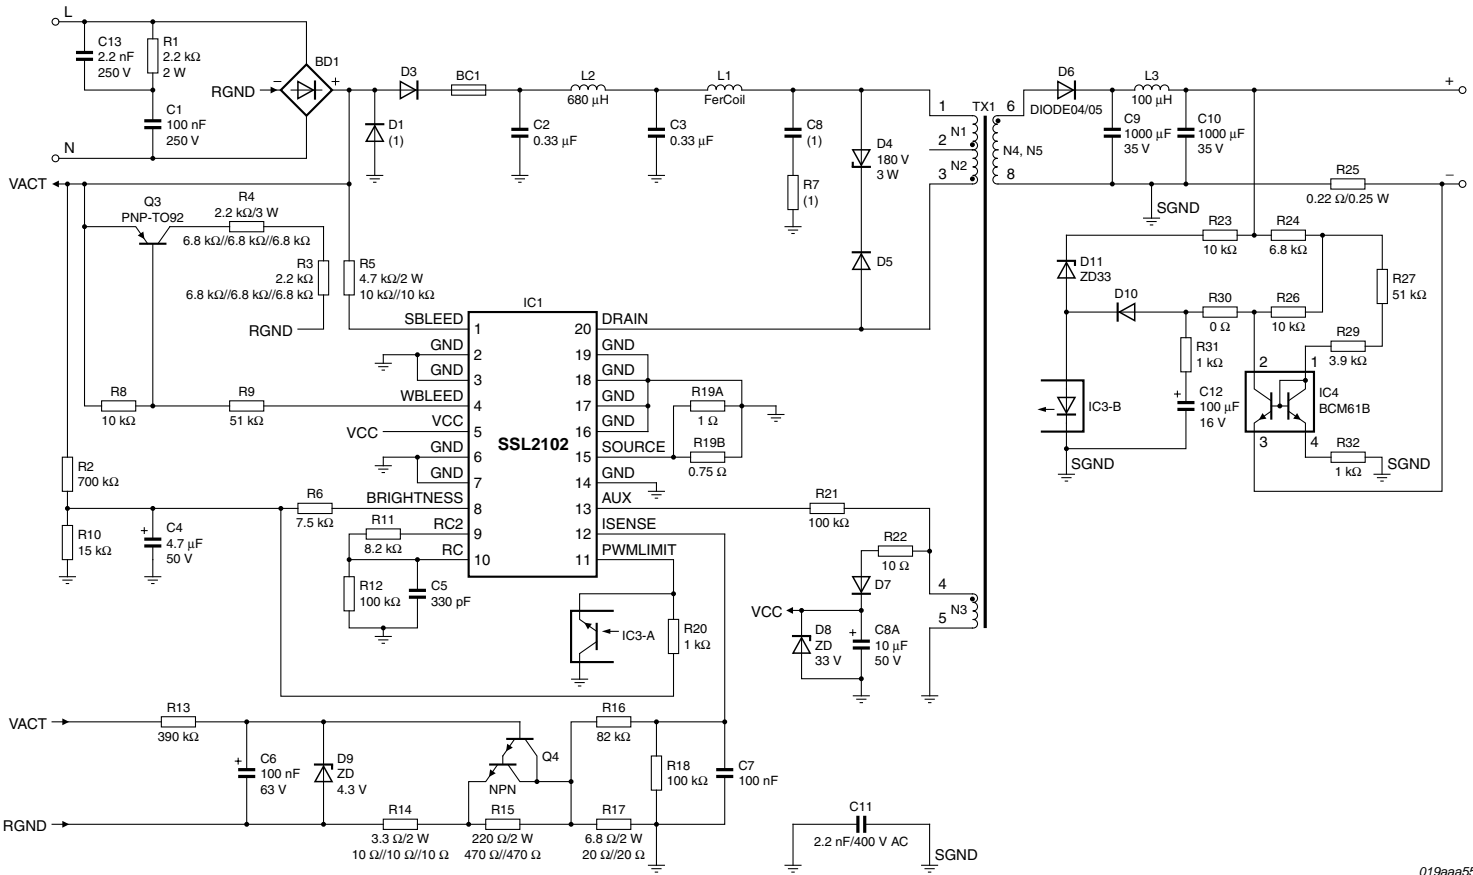 L
C13
2.2 nF
250 V
R1
2.2 kΩ
2 W
BD1
RGND
−
+
C1
100 nF
250 V
N
D3
BC1
D1
(1)
L2
680 μH
L1
FerCoil
C2
0.33 μF
C3
0.33 μF
C8
(1)
R7
(1)
D4
180 V
3 W
D5
1
2
3
N1
N2
TX1
6
N4, N5
8
D6
DIODE04/05
L3
100 μH
C9
1000 μF
35 V
C10
1000 μF
35 V
+
−
R25
0.22 Ω/0.25 W
SGND
VACT
Q3
PNP-TO92
R4
2.2 kΩ/3 W
6.8 kΩ//6.8 kΩ//6.8 kΩ
R3
2.2 kΩ
6.8 kΩ//6.8 kΩ//6.8 kΩ
RGND
R5
4.7 kΩ/2 W
10 kΩ//10 kΩ
R8
10 kΩ
R9
51 kΩ
VCC
IC1
SSL2102
SBLEED
1
GND
2
GND
3
WBLEED
4
VCC
5
GND
6
GND
7
BRIGHTNESS
8
RC2
9
RC
10
DRAIN
20
GND
19
GND
18
GND
17
GND
16
SOURCE
15
GND
14
AUX
13
ISENSE
12
PWMLIMIT
11
R19A
1 Ω
R19B
0.75 Ω
R23
10 kΩ
R24
6.8 kΩ
D11
ZD33
D10
R30
0 Ω
R26
10 kΩ
R27
51 kΩ
R31
1 kΩ
R29
3.9 kΩ
IC3-B
+
C12
100 μF
16 V
2
1
IC4
BCM61B
3
4
R32
1 kΩ
SGND
SGND
R2
700 kΩ
R10
15 kΩ
+
C4
4.7 μF
50 V
R6
7.5 kΩ
R11
8.2 kΩ
R12
100 kΩ
C5
330 pF
R21
100 kΩ
R22
10 Ω
D7
VCC
D8
ZD
33 V
+
C8A
10 μF
50 V
4
N3
5
IC3-A
R20
1 kΩ
VACT
R13
390 kΩ
+
C6
100 nF
63 V
D9
ZD
4.3 V
Q4
NPN
R16
82 kΩ
R18
100 kΩ
C7
100 nF
RGND
R14
3.3 Ω/2 W
10 Ω//10 Ω//10 Ω
R15
220 Ω/2 W
470 Ω//470 Ω
R17
6.8 Ω/2 W
20 Ω//20 Ω
C11
2.2 nF/400 V AC
SGND